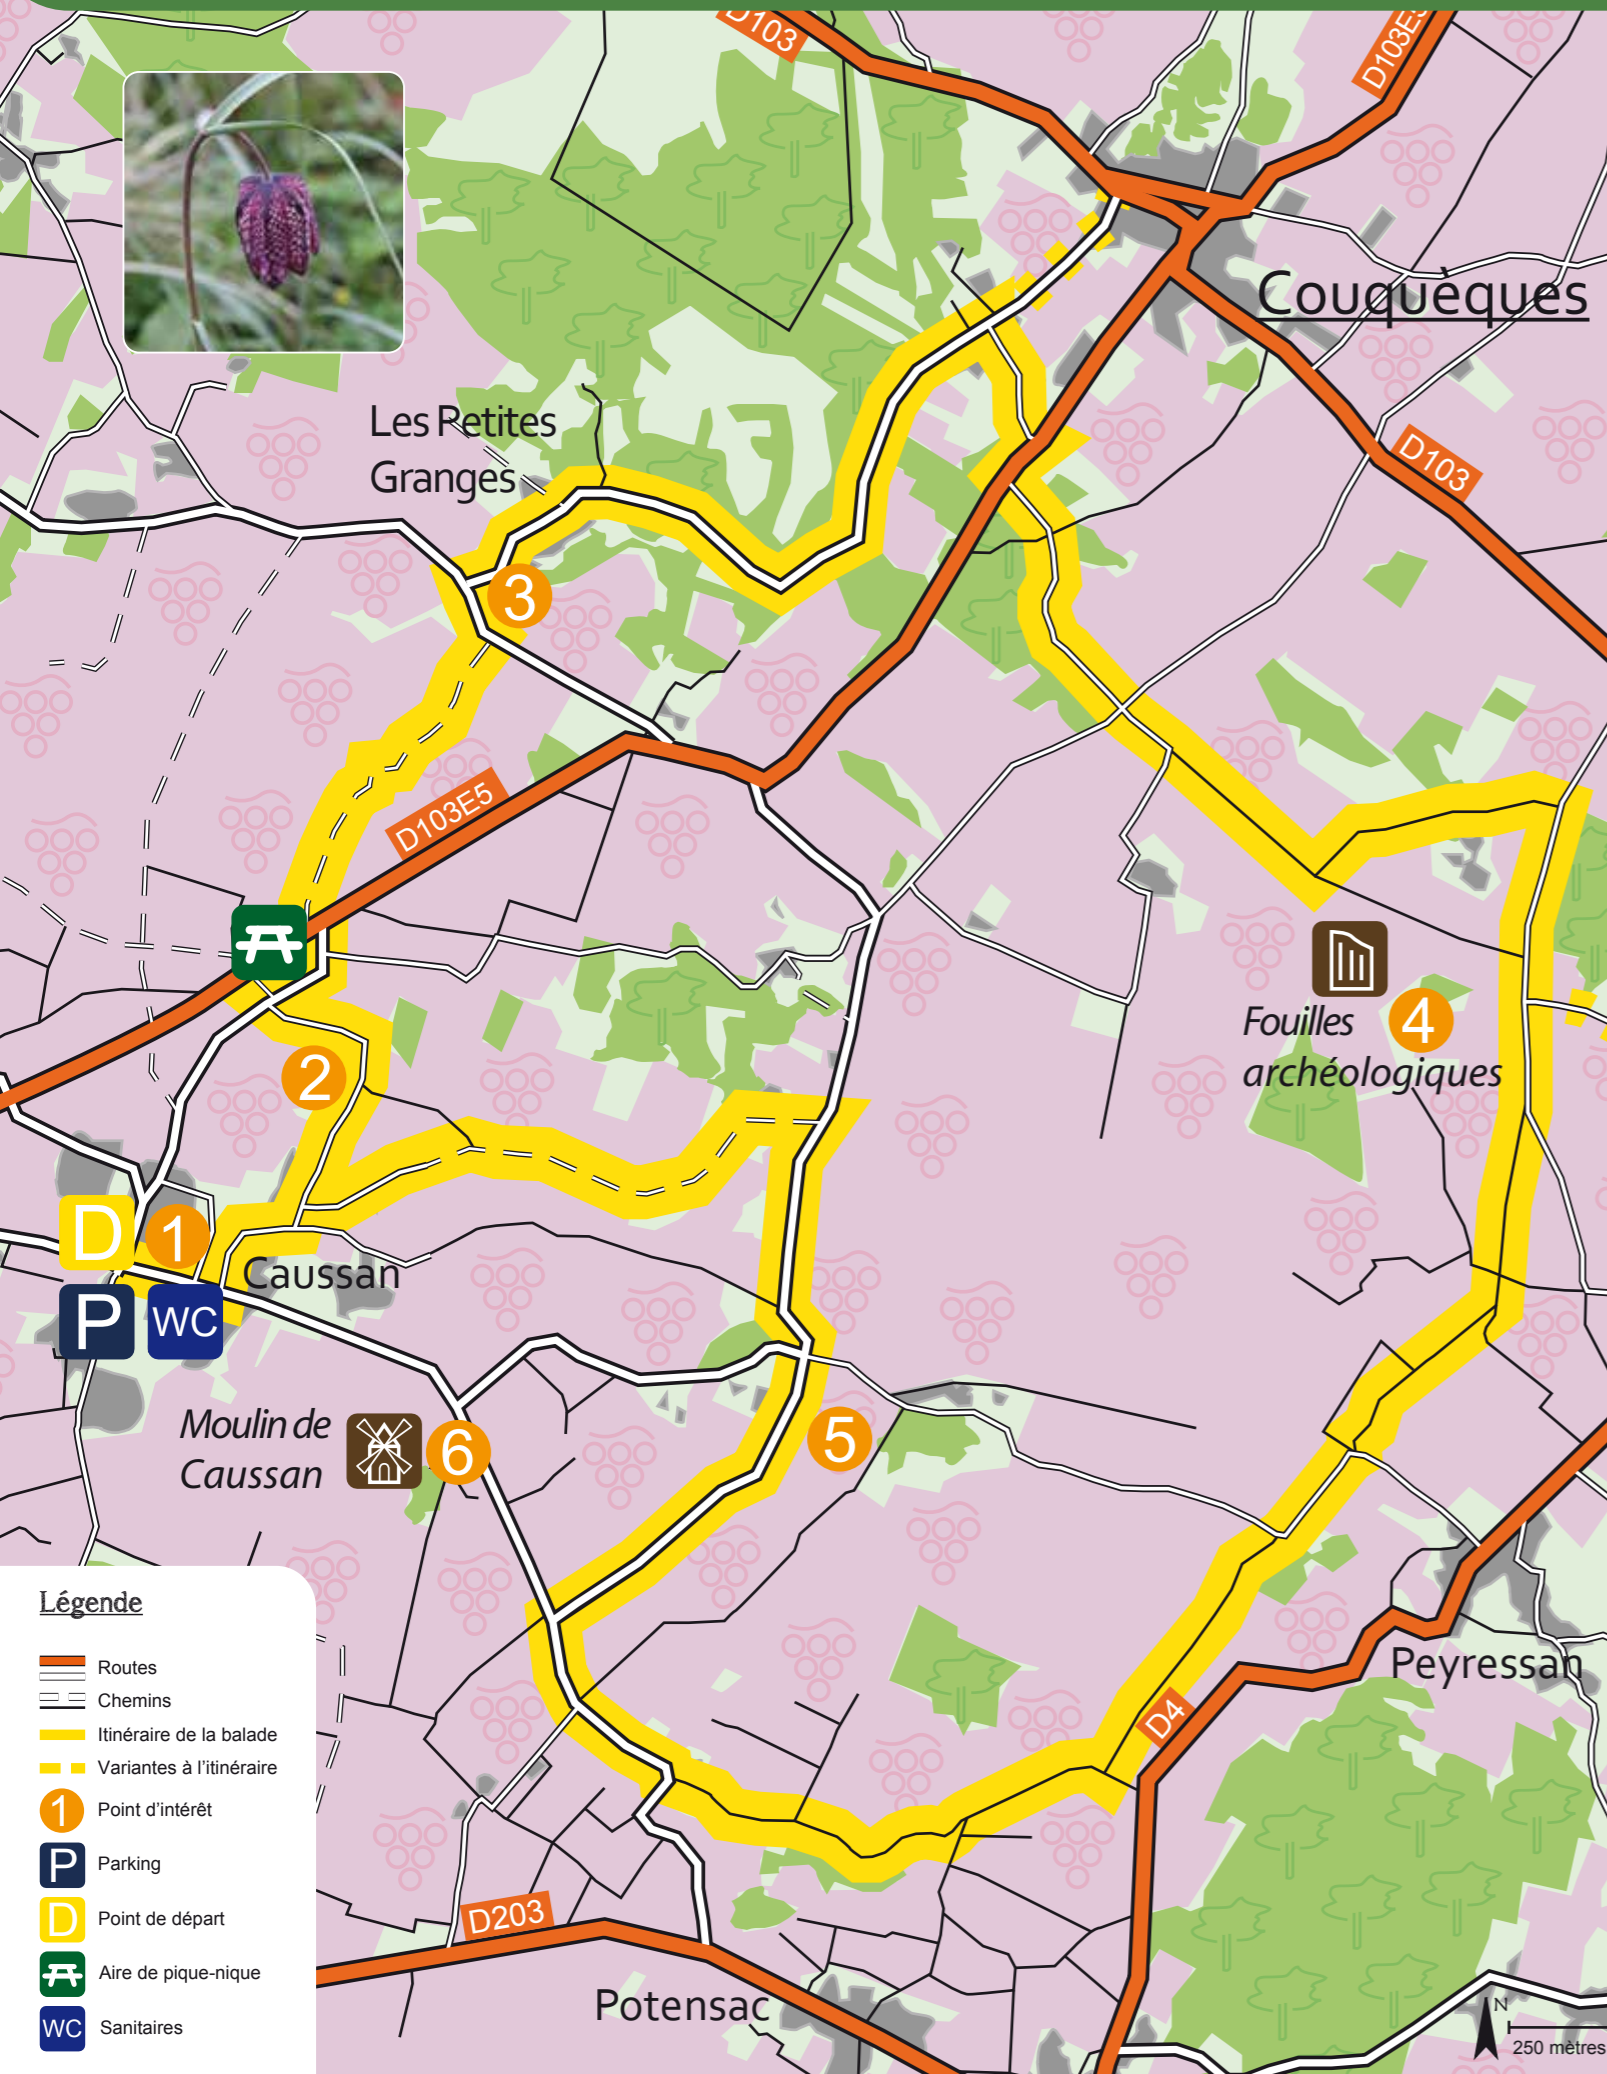 D103
D103E5
Couquèques
Les Petites
Granges
D103
3
D103E5
Fouilles
archéologiques
4
2
D
1
Caussan
P
WC
Moulin de
Caussan
6
5
Légende
Routes
Chemins
Itinéraire de la balade
Variantes à l'itinéraire
1 Point d'intérêt
P Parking
D Point de départ
Aire de pique-nique
WC Sanitaires
Peyressan
D4
D203
Potensac
N
250 mètres